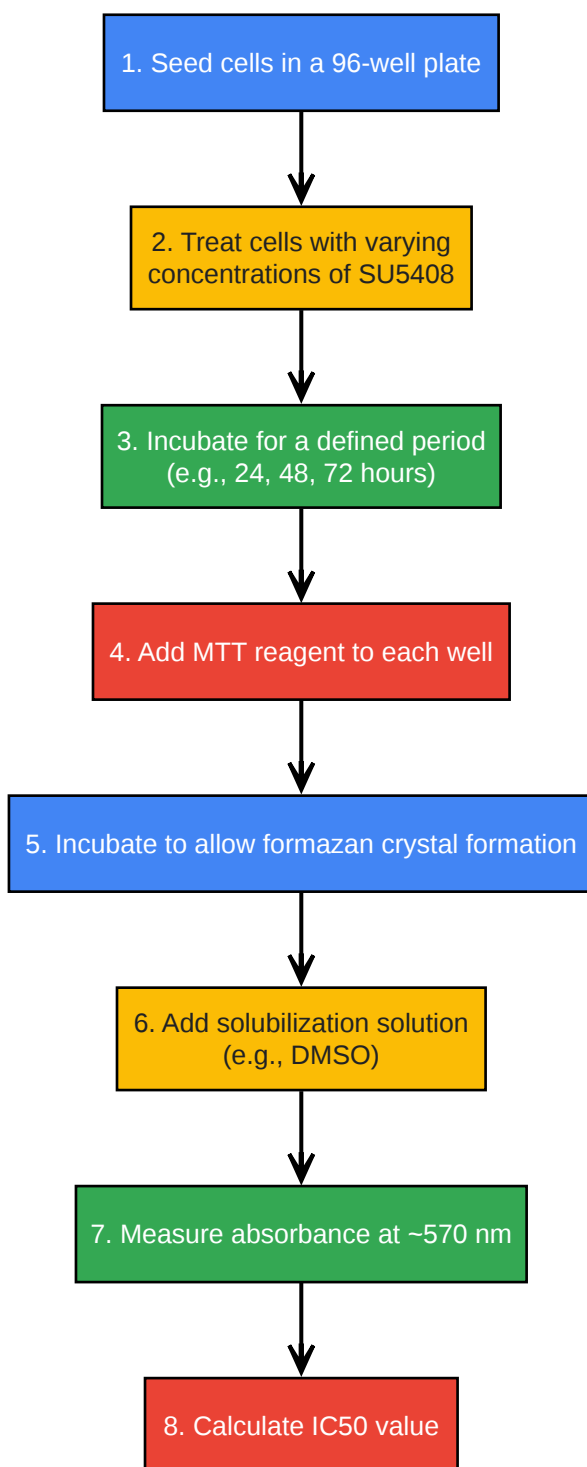 1. Seed cells in a 96-well plate
2. Treat cells with varying
concentrations of SU5408
3. Incubate for a defined period
(e.g., 24, 48, 72 hours)
4. Add MTT reagent to each well
5. Incubate to allow formazan crystal formation
6. Add solubilization solution
(e.g., DMSO)
7. Measure absorbance at ~570 nm
8. Calculate IC50 value